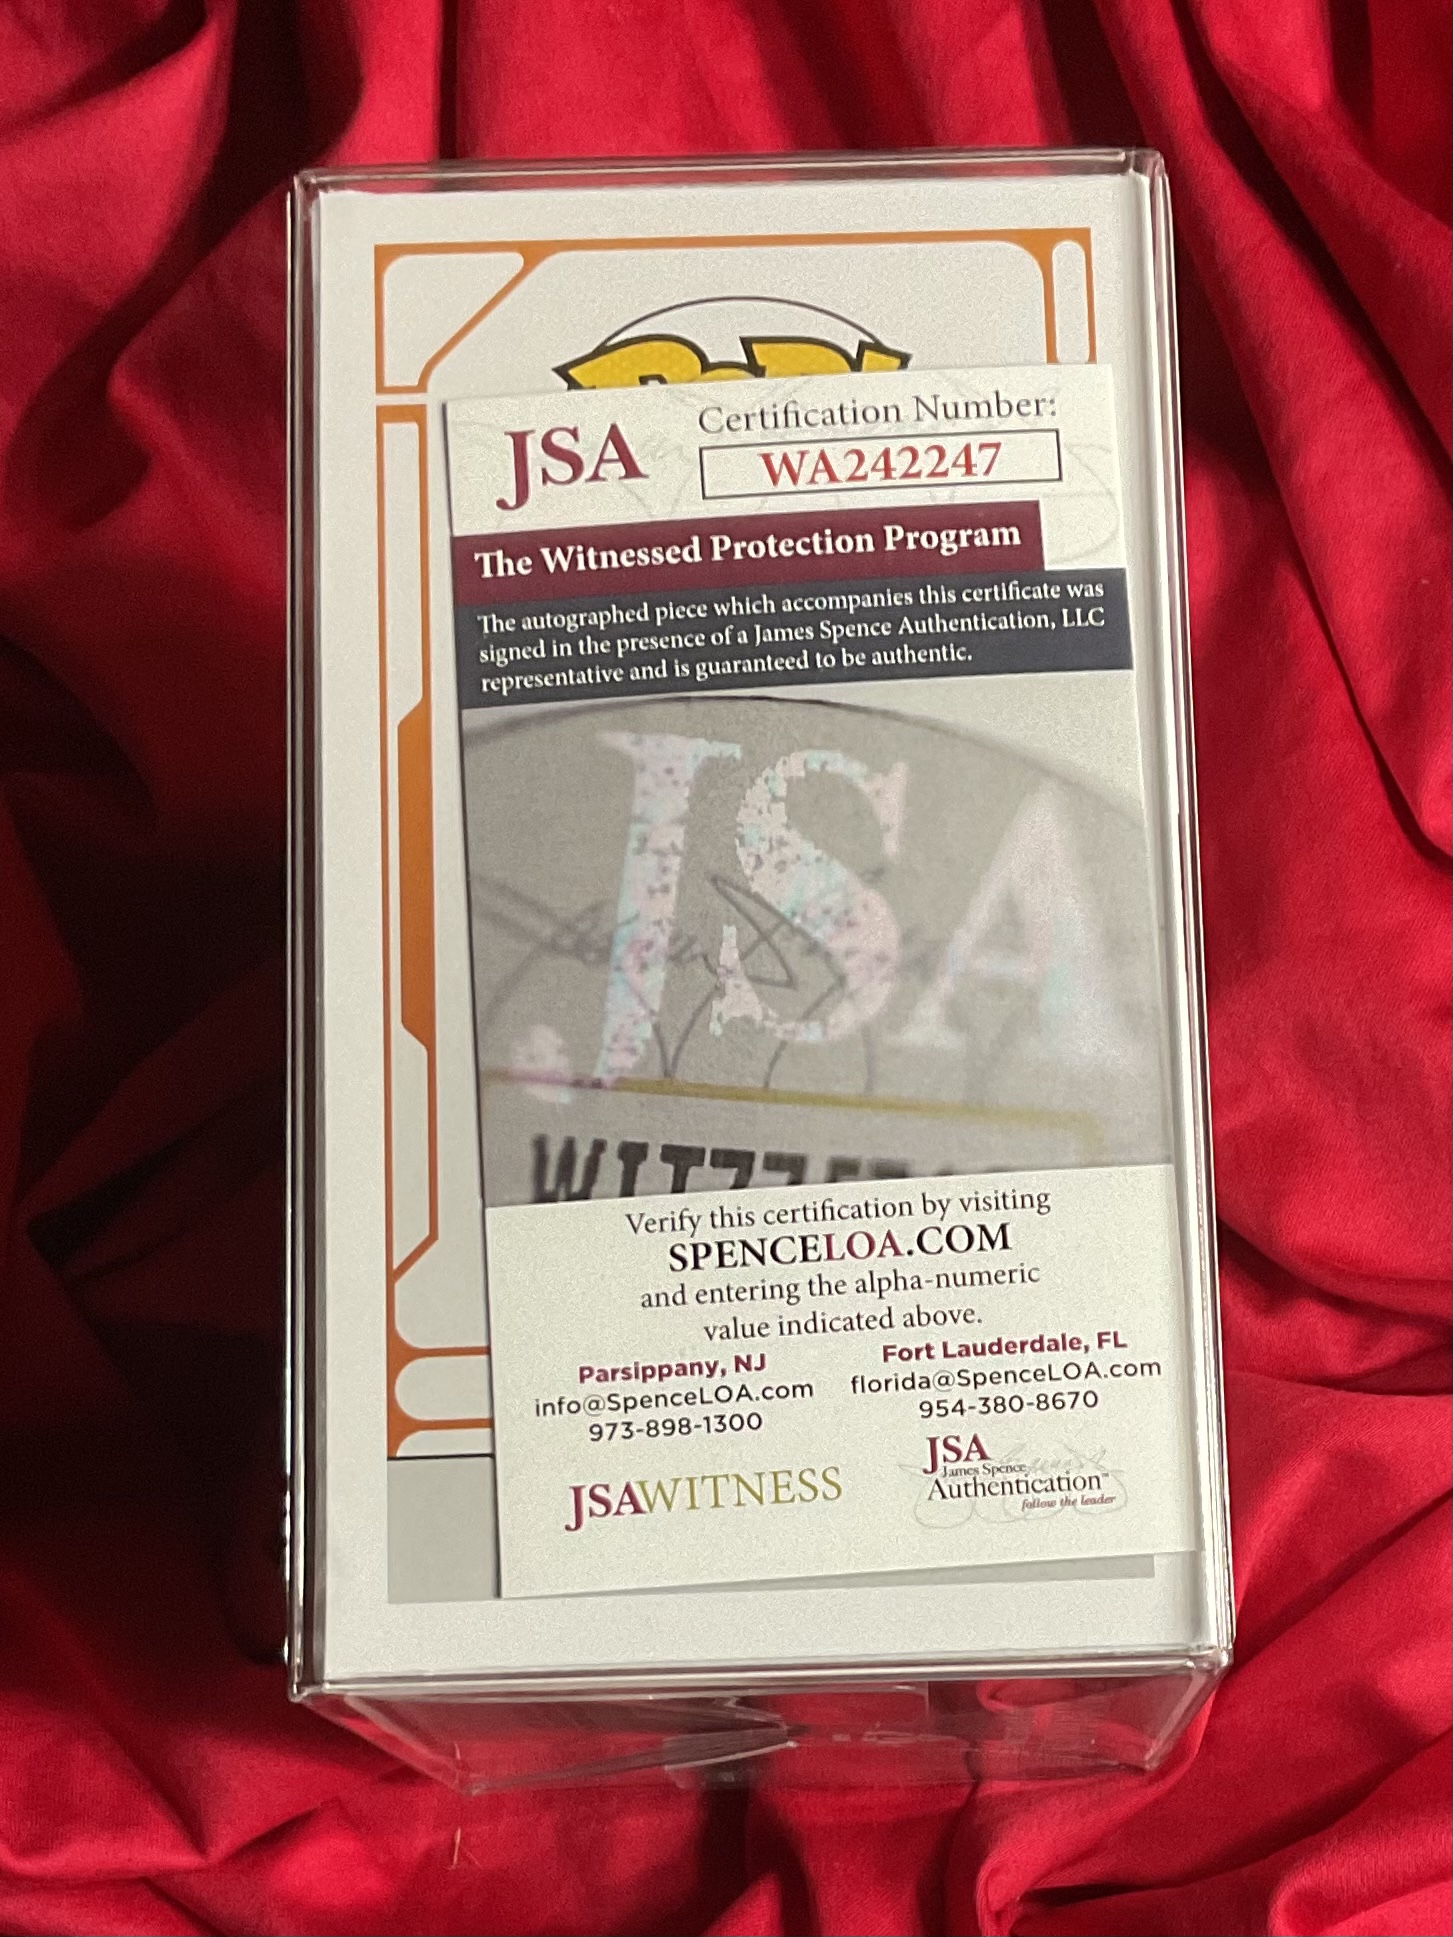 POP!
JSA
Certification Number:
WA242247
The Witnessed Protection Program
The autographed piece which accompanies this certificate was
signed in the presence of a James Spence Authentication, LLC
representative and is guaranteed to be authentic.
JSA
Verify this certification by visiting
SPENCELOA.COM
and entering the alpha-numeric
value indicated above.
Parsippany, NJ
info@SpenceLOA.com
973-898-1300
Fort Lauderdale, FL
florida@SpenceLOA.com
954-380-8670
JSAWITNESS
JSA
James Spence
Authentication™
follow the leader